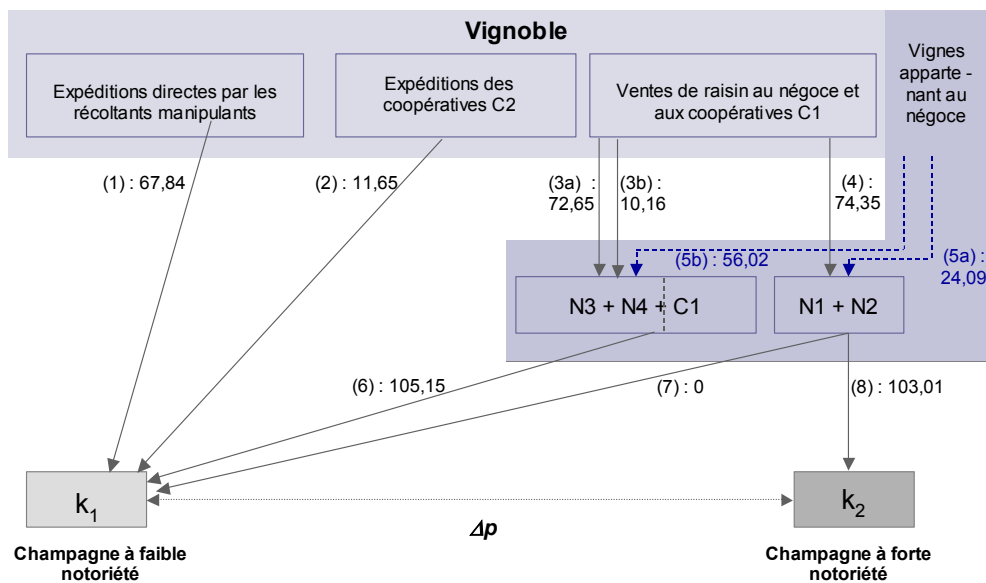 Vignoble
Expéditions directes par les
récoltants manipulants
Expéditions des
coopératives C2
Ventes de raisin au négoce et
aux coopératives C1
Vignes
apparte -
nant au
négoce
(1) : 67,84
(2) : 11,65
(3a) :
72,65
(3b) :
10,16
(4) :
74,35
(5b) : 56,02
(5a) :
24,09
N3 + N4 + C1
N1 + N2
(6) : 105,15
(7) : 0
(8) : 103,01
k1
k2
Δp
Champagne à faible
notoriété
Champagne à forte
notoriété